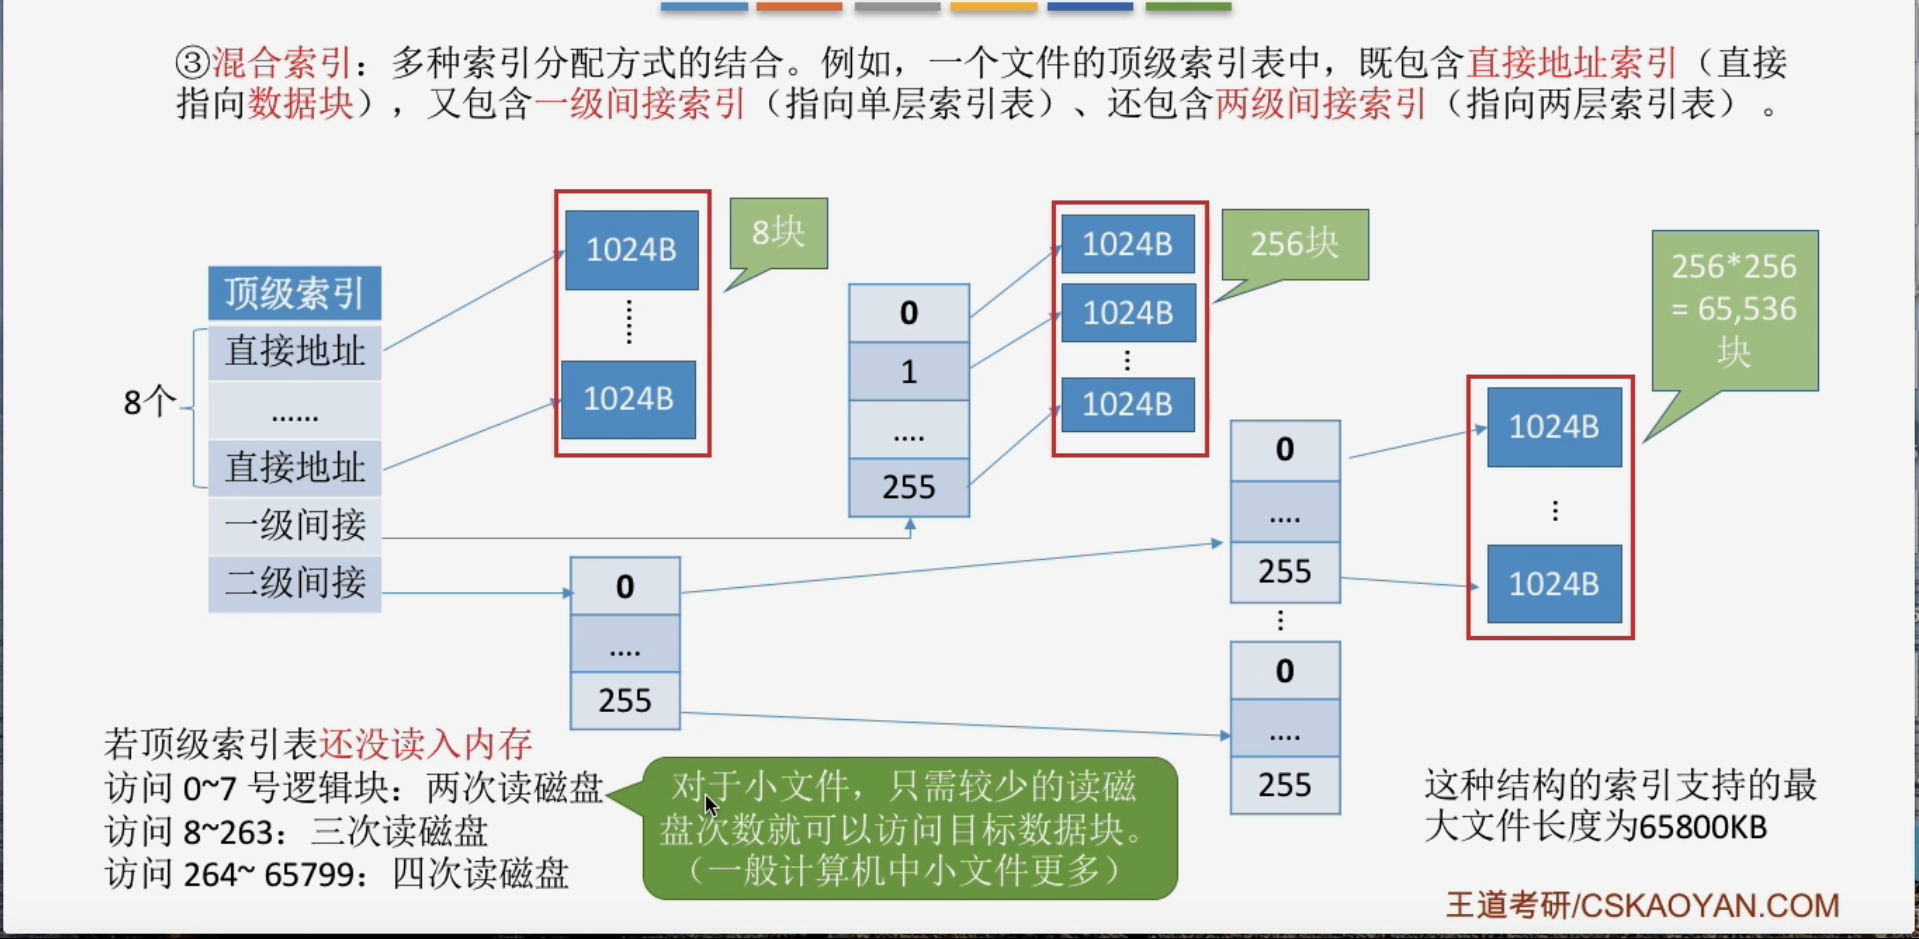 ③混合索引：多种索引分配方式的结合。例如，一个文件的顶级索引表中，既包含直接地址索引（直接
指向数据块），又包含一级间接索引（指向单层索引表）、还包含两级间接索引（指向两层索引表） 。
8个
顶级索引
直接地址
......
直接地址
一级间接
二级间接
1024B
1024B
8块
0
1
....
255
1024B
1024B
1024B
256块
0
....
255
0
....
255
0
....
255
1024B
1024B
256*256
= 65,536
块
若顶级索引表还没读入内存
访问 0~7 号逻辑块：两次读磁盘
访问 8~263：三次读磁盘
访问 264~ 65799：四次读磁盘
对于小文件，只需较少的读磁
盘次数就可以访问目标数据块。
（一般计算机中小文件更多）
这种结构的索引支持的最
大文件长度为65800KB
王道考研/CSKAOYAN.COM